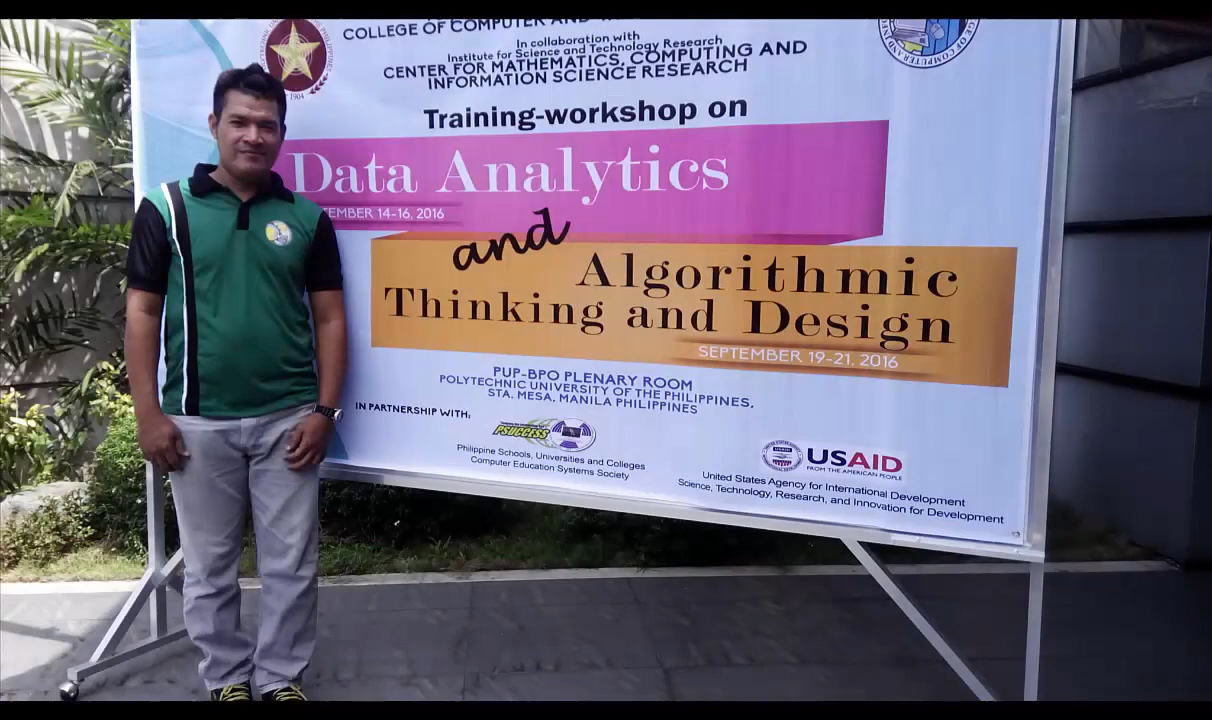 COLLEGE OF COMPUTER AND
In collaboration with
Institute for Science and Technology Research
CENTER FOR MATHEMATICS, COMPUTING AND
INFORMATION SCIENCE RESEARCH
1904
Training-workshop on
Data Analytics
TEMBER 14-16, 2016
and
Algorithmic
Thinking and Design
SEPTEMBER 19-21, 2016
PUP-BPO PLENARY ROOM
POLYTECHNIC UNIVERSITY OF THE PHILIPPINES,
STA. MESA, MANILA PHILIPPINES
IN PARTNERSHIP WITH:
PSUCCESS
Philippine Schools, Universities and Colleges
Computer Education Systems Society
USAID
FROM THE AMERICAN PEOPLE
United States Agency for International Development
Science, Technology, Research, and Innovation for Development